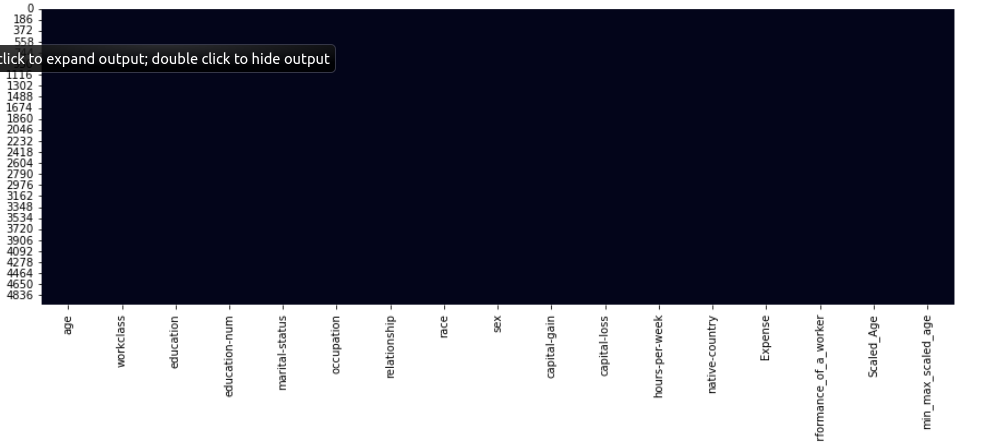 0
186
372
558
click to expand output; double click to hide output
1116
1302
1488
1674
1860
2046
2232
2418
2604
2790
2976
3162
3348
3534
3720
3906
4092
4278
4464
4650
4836
age
workclass
education
education-num
marital-status
occupation
relationship
race
sex
capital-gain
capital-loss
hours-per-week
native-country
Expense
rformance_of_a_worker
Scaled_Age
min_max_scaled_age